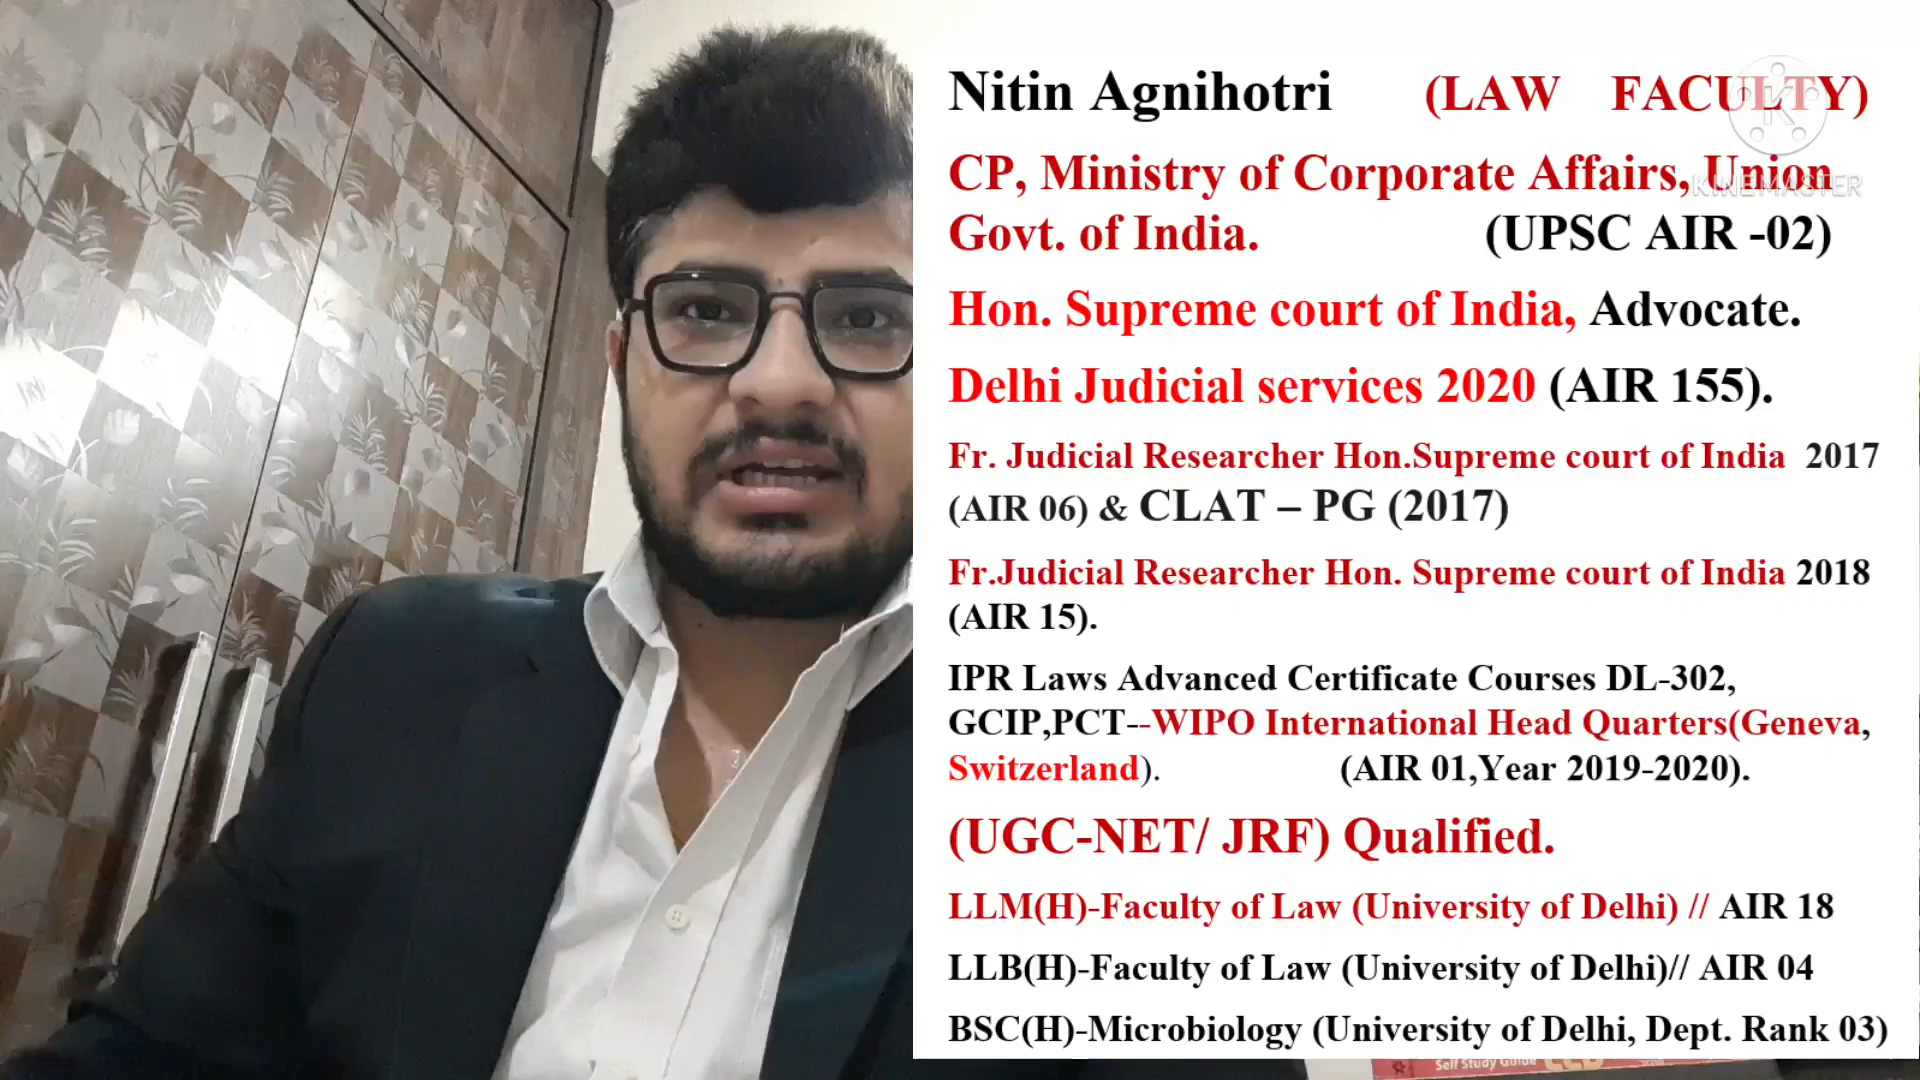 Nitin Agnihotri (LAW FACULTY)
CP, Ministry of Corporate Affairs, Union
KINEMASTER
Govt. of India. (UPSC AIR -02)
Hon. Supreme court of India, Advocate.
Delhi Judicial services 2020 (AIR 155).
Fr. Judicial Researcher Hon.Supreme court of India 2017
(AIR 06) & CLAT – PG (2017)
Fr.Judicial Researcher Hon. Supreme court of India 2018
(AIR 15).
IPR Laws Advanced Certificate Courses DL-302,
GCIP,PCT--WIPO International Head Quarters(Geneva,
Switzerland). (AIR 01,Year 2019-2020).
(UGC-NET/ JRF) Qualified.
LLM(H)-Faculty of Law (University of Delhi) // AIR 18
LLB(H)-Faculty of Law (University of Delhi)// AIR 04
BSC(H)-Microbiology (University of Delhi, Dept. Rank 03)
Self Study Guide